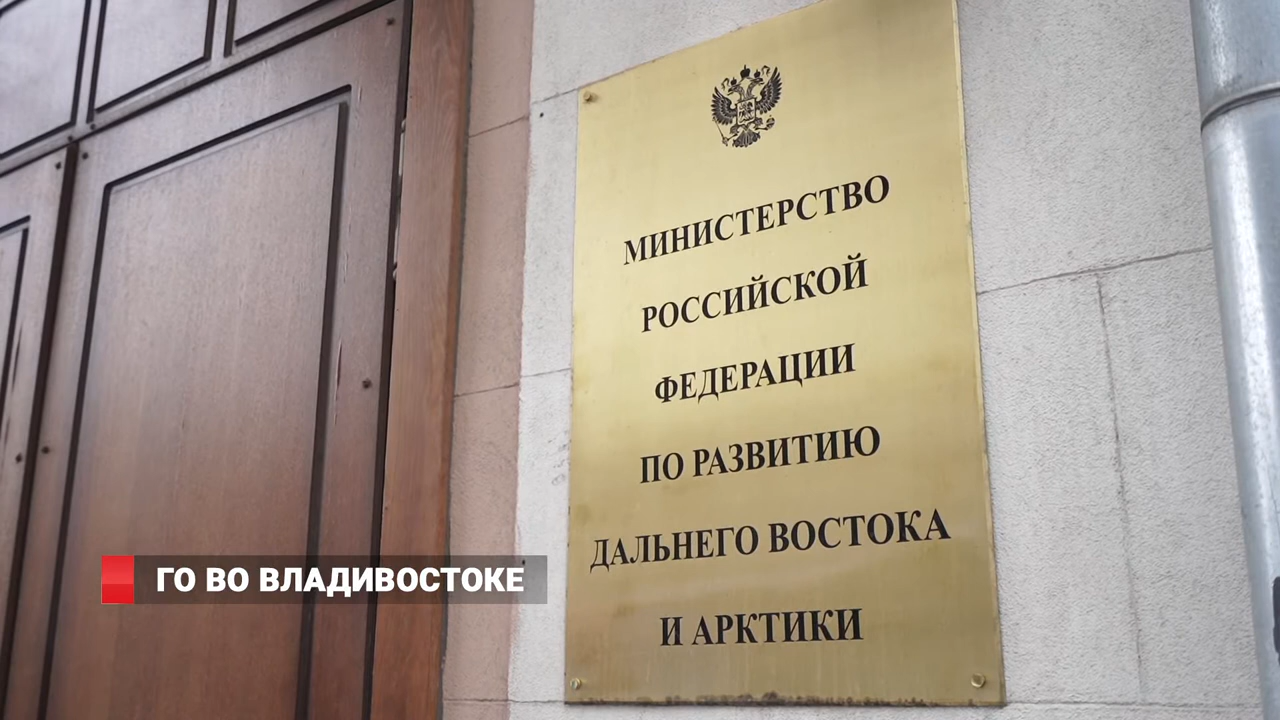 МИНИСТЕРСТВО
РОССИЙСКОЙ
ФЕДЕРАЦИИ
ПО РАЗВИТИЮ
ДАЛЬНЕГО ВОСТОКА
И АРКТИКИ
ГО ВО ВЛАДИВОСТОКЕ